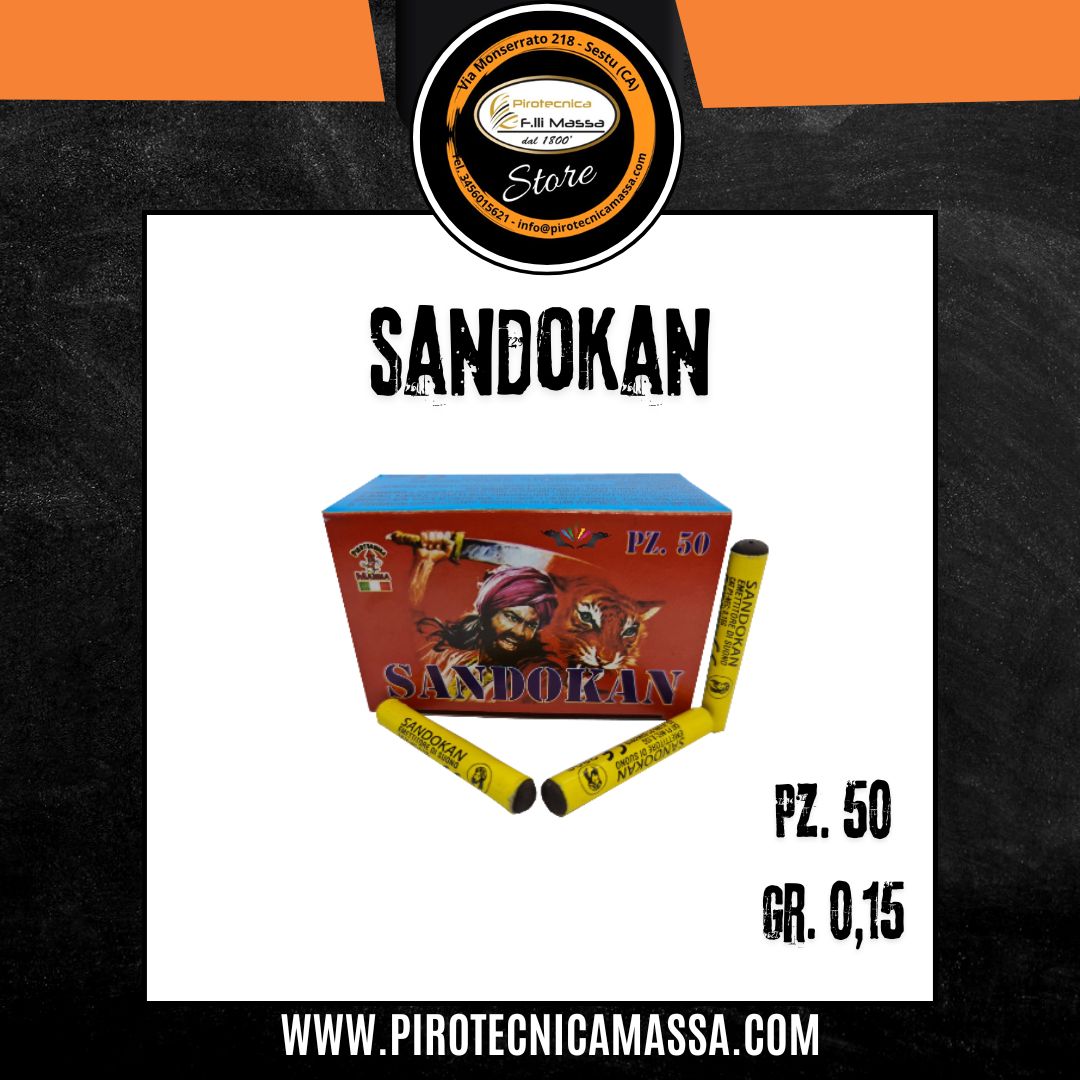 Via Monserrato 218 - Sestu (CA)
Pirotecnica
F.lli Massa
dal 1800'
Store
Tel. 3456015621 - info@pirotecnicamassa.com
SANDOKAN
PZ. 50
SANDOKAN
SANDOKAN
EMETTITORE DI SUONO
SANDOKAN
EMETTITORE DI SUONO
SANDOKAN
EMETTITORE DI SUONO
PZ. 50
GR. 0,15
WWW.PIROTECNICAMASSA.COM